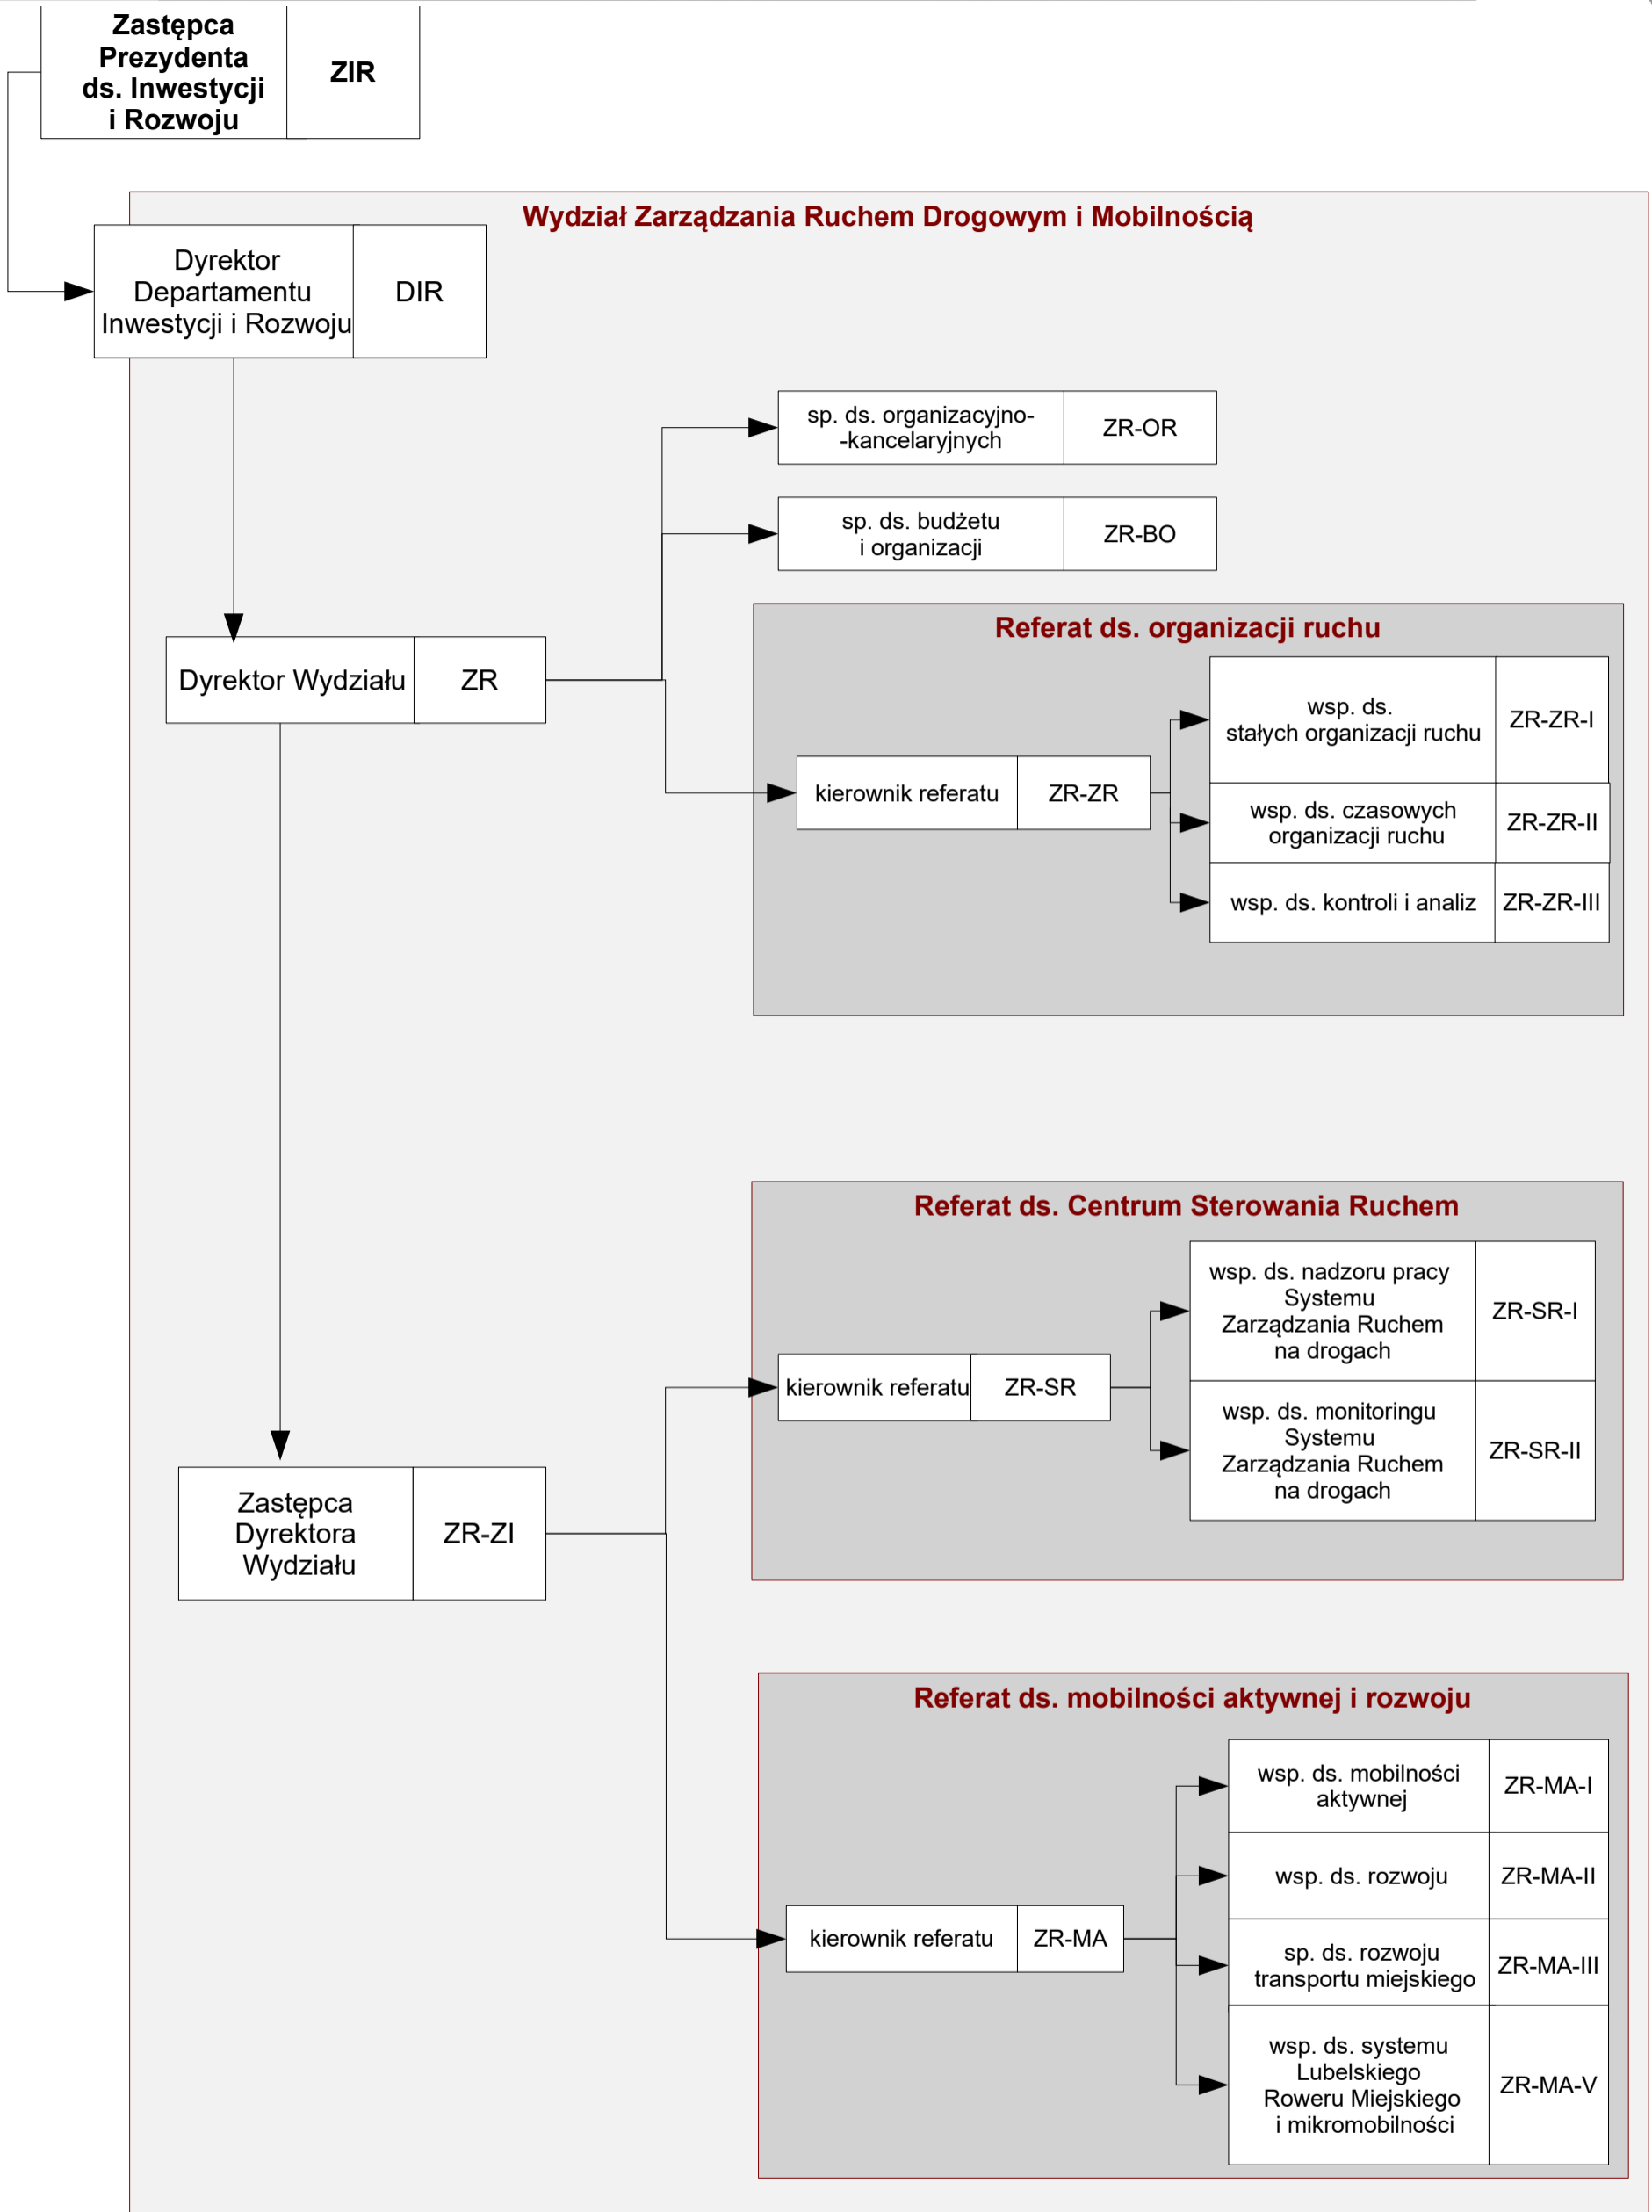 Zastępca
Prezydenta
ds. Inwestycji
i Rozwoju
ZIR
Wydział Zarządzania Ruchem Drogowym i Mobilnością
Dyrektor
Departamentu
Inwestycji i Rozwoju
DIR
sp. ds. organizacyjno-
-kancelaryjnych
ZR-OR
sp. ds. budżetu
i organizacji
ZR-BO
Dyrektor Wydziału
ZR
Referat ds. organizacji ruchu
kierownik referatu
ZR-ZR
wsp. ds.
stałych organizacji ruchu
ZR-ZR-I
wsp. ds. czasowych
organizacji ruchu
ZR-ZR-II
wsp. ds. kontroli i analiz
ZR-ZR-III
Zastępca
Dyrektora
Wydziału
ZR-ZI
Referat ds. Centrum Sterowania Ruchem
kierownik referatu
ZR-SR
wsp. ds. nadzoru pracy
Systemu
Zarządzania Ruchem
na drogach
ZR-SR-I
wsp. ds. monitoringu
Systemu
Zarządzania Ruchem
na drogach
ZR-SR-II
Referat ds. mobilności aktywnej i rozwoju
kierownik referatu
ZR-MA
wsp. ds. mobilności
aktywnej
ZR-MA-I
wsp. ds. rozwoju
ZR-MA-II
sp. ds. rozwoju
transportu miejskiego
ZR-MA-III
wsp. ds. systemu
Lubelskiego
Roweru Miejskiego
i mikromobilności
ZR-MA-V